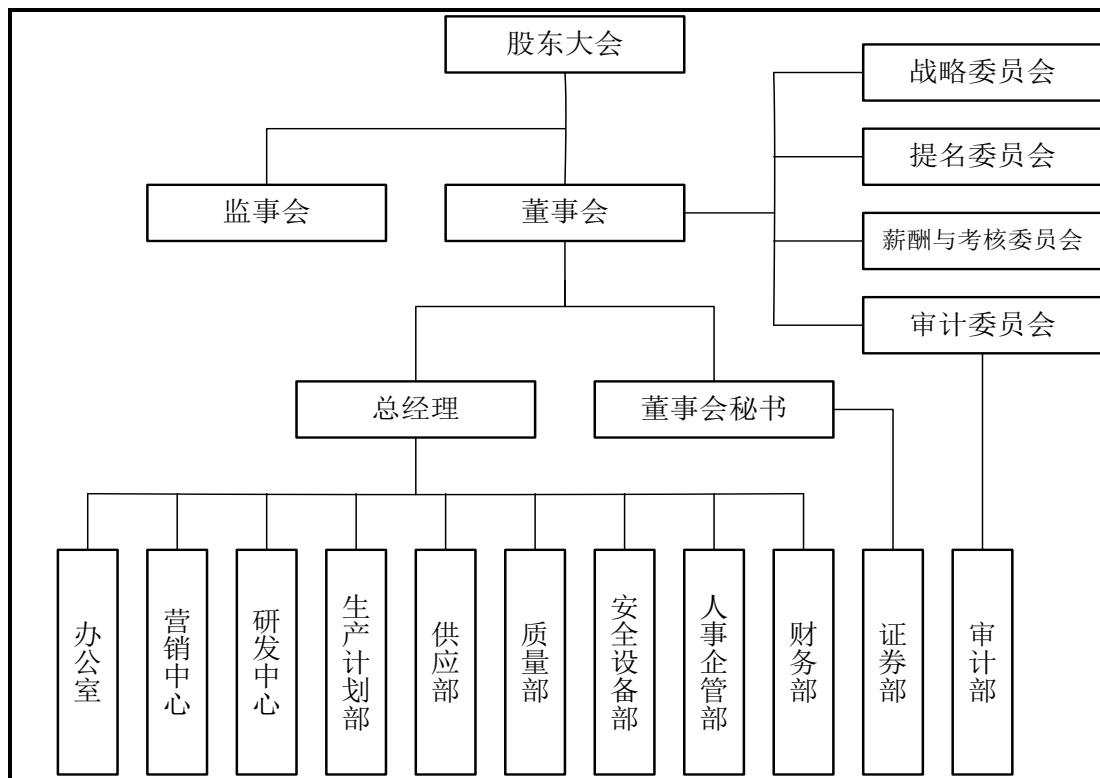 股东大会
战略委员会
提名委员会
监事会
董事会
薪酬与考核委员会
审计委员会
总经理
董事会秘书
办公室
营销中心
研发中心
生产计划部
供应部
质量部
安全设备部
人事企管部
财务部
证券部
审计部